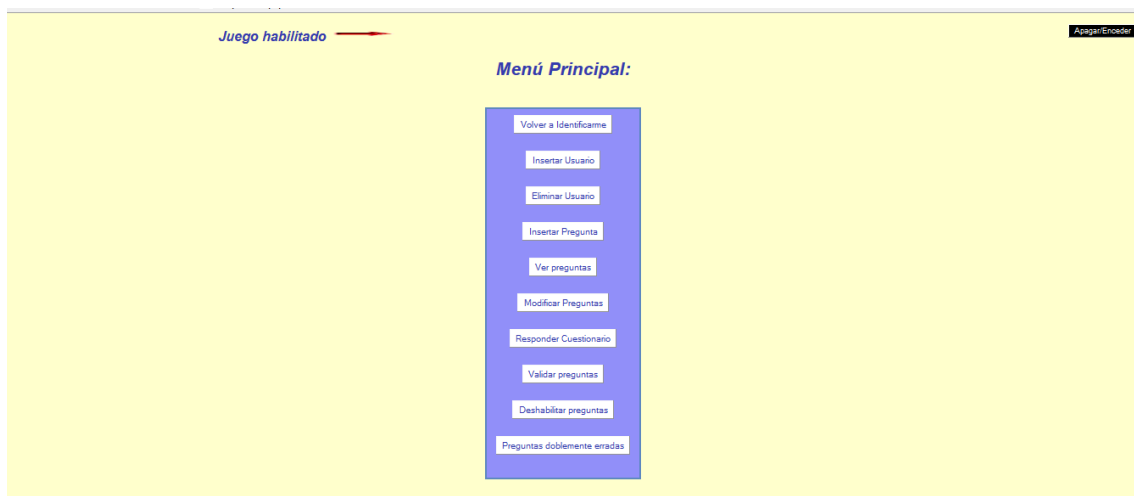 Juego habilitado
Apagar/Enceder
Menú Principal:
Volver a Identificarme
Insertar Usuario
Eliminar Usuario
Insertar Pregunta
Ver preguntas
Modificar Preguntas
Responder Cuestionario
Validar preguntas
Deshabilitar preguntas
Preguntas doblemente erradas